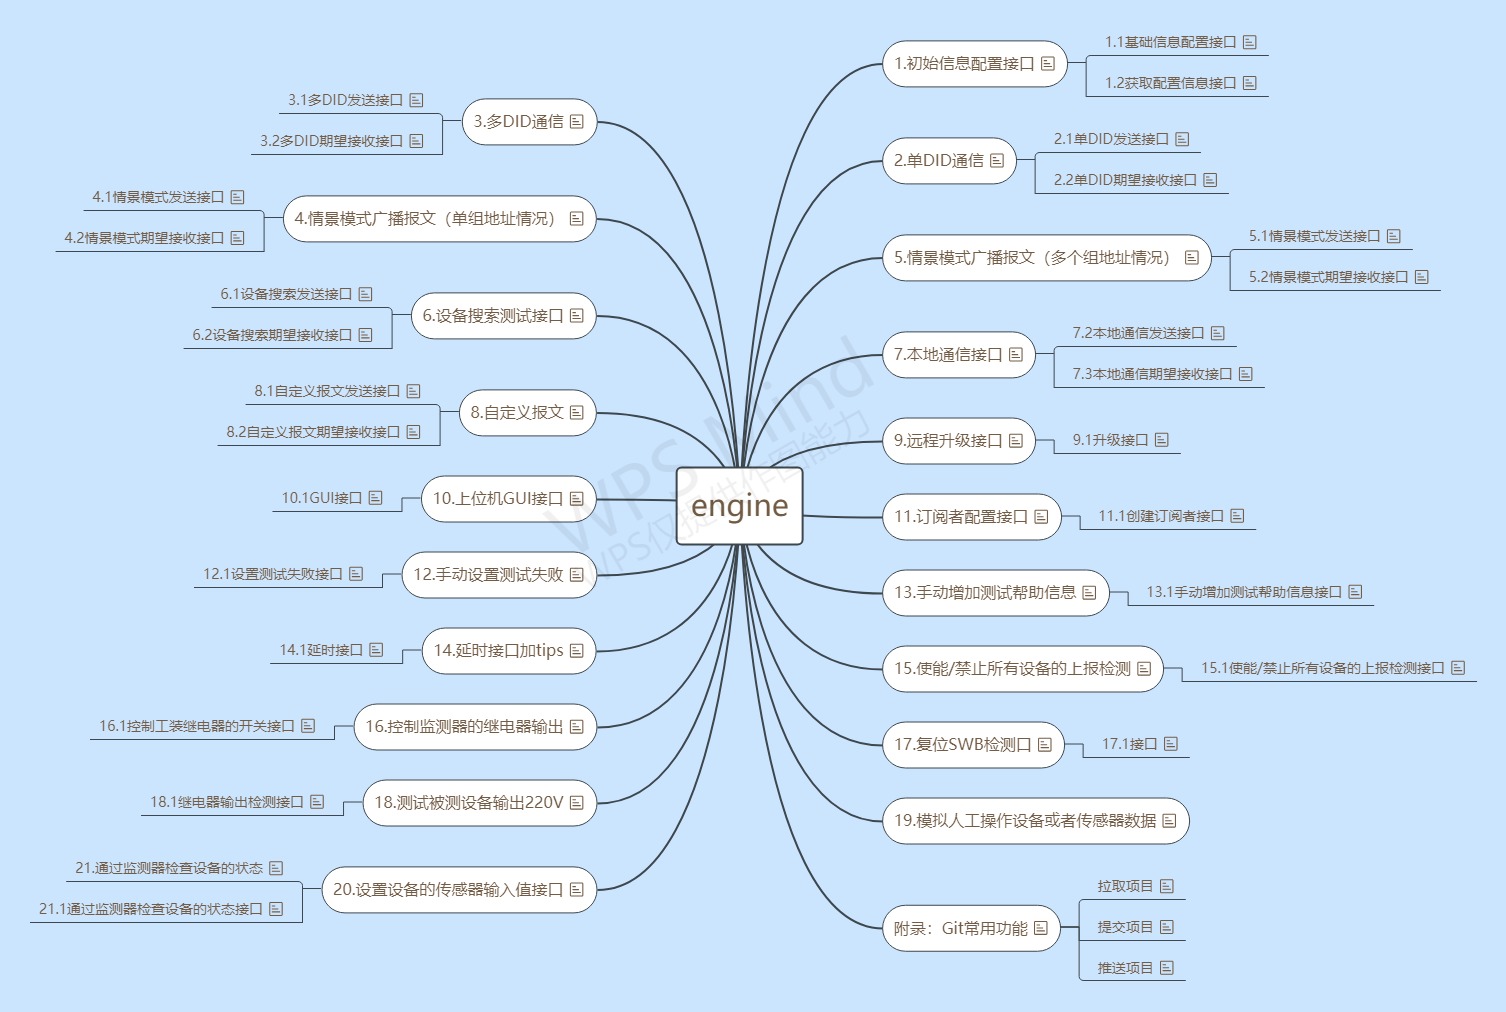 engine
1.初始信息配置接口
1.1基础信息配置接口
1.2获取配置信息接口
2.单DID通信
2.1单DID发送接口
2.2单DID期望接收接口
3.多DID通信
3.1多DID发送接口
3.2多DID期望接收接口
4.情景模式广播报文（单组地址情况）
4.1情景模式发送接口
4.2情景模式期望接收接口
5.情景模式广播报文（多个组地址情况）
5.1情景模式发送接口
5.2情景模式期望接收接口
6.设备搜索测试接口
6.1设备搜索发送接口
6.2设备搜索期望接收接口
7.本地通信接口
7.2本地通信发送接口
7.3本地通信期望接收接口
8.自定义报文
8.1自定义报文发送接口
8.2自定义报文期望接收接口
9.远程升级接口
9.1升级接口
10.上位机GUI接口
10.1GUI接口
11.订阅者配置接口
11.1创建订阅者接口
12.手动设置测试失败
12.1设置测试失败接口
13.手动增加测试帮助信息
13.1手动增加测试帮助信息接口
14.延时接口加tips
14.1延时接口
15.使能/禁止所有设备的上报检测
15.1使能/禁止所有设备的上报检测接口
16.控制监测器的继电器输出
16.1控制工装继电器的开关接口
17.复位SWB检测口
17.1接口
18.测试被测设备输出220V
18.1继电器输出检测接口
19.模拟人工操作设备或者传感器数据
20.设置设备的传感器输入值接口
21.通过监测器检查设备的状态
21.1通过监测器检查设备的状态接口
附录：Git常用功能
拉取项目
提交项目
推送项目
WPS Mind
WPS仅提供作图能力